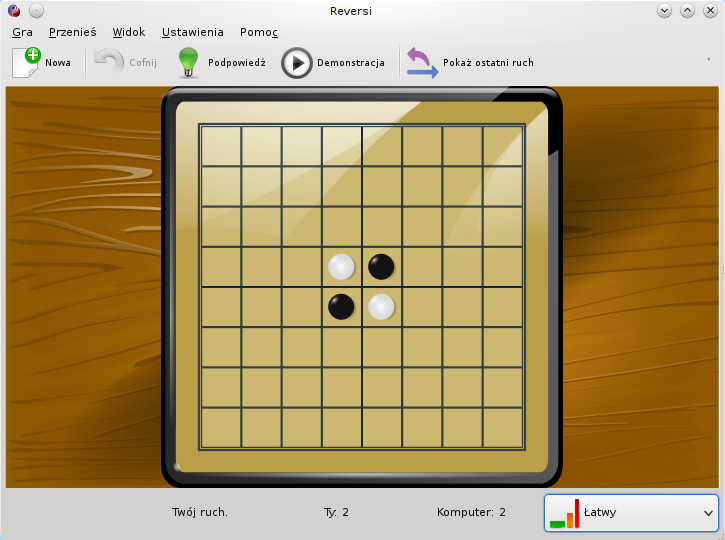 Reversi
Gra Przenieś Widok Ustawienia Pomoc
Nowa Cofnij Podpowiedź Demonstracja Pokaż ostatni ruch
Twój ruch. Ty: 2 Komputer: 2 Łatwy